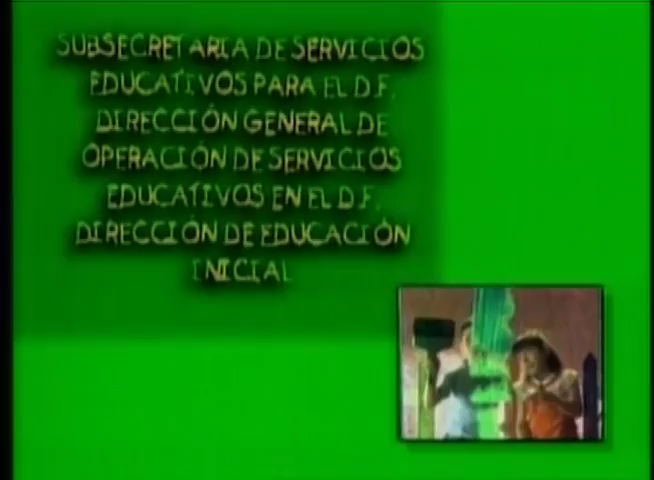 SUBSECRETARIA DE SERVICIOS
EDUCATIVOS PARA EL D.F.
DIRECCIÓN GENERAL DE
OPERACIÓN DE SERVICIOS
EDUCATIVOS EN EL D.F.
DIRECCIÓN DE EDUCACIÓN
INICIAL